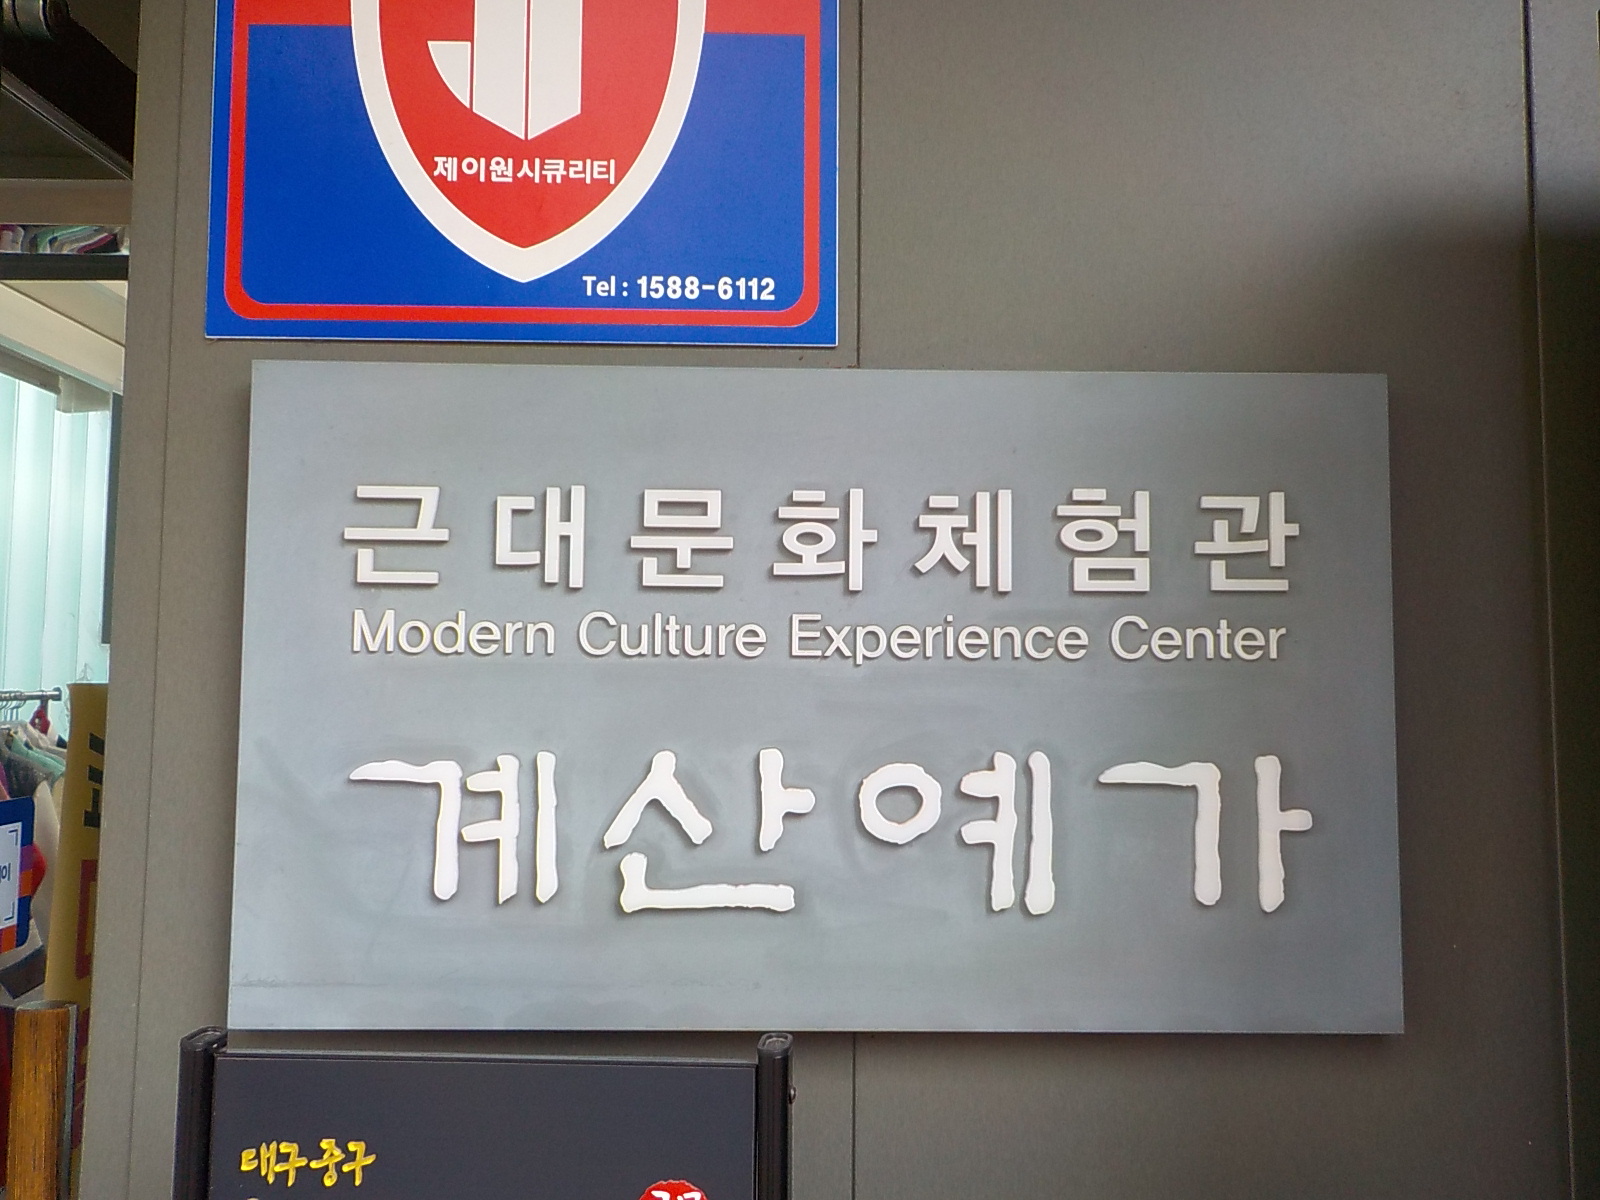 제이원시큐리티
Tel : 1588-6112
근대문화체험관
Modern Culture Experience Center
계산예가
대구중구